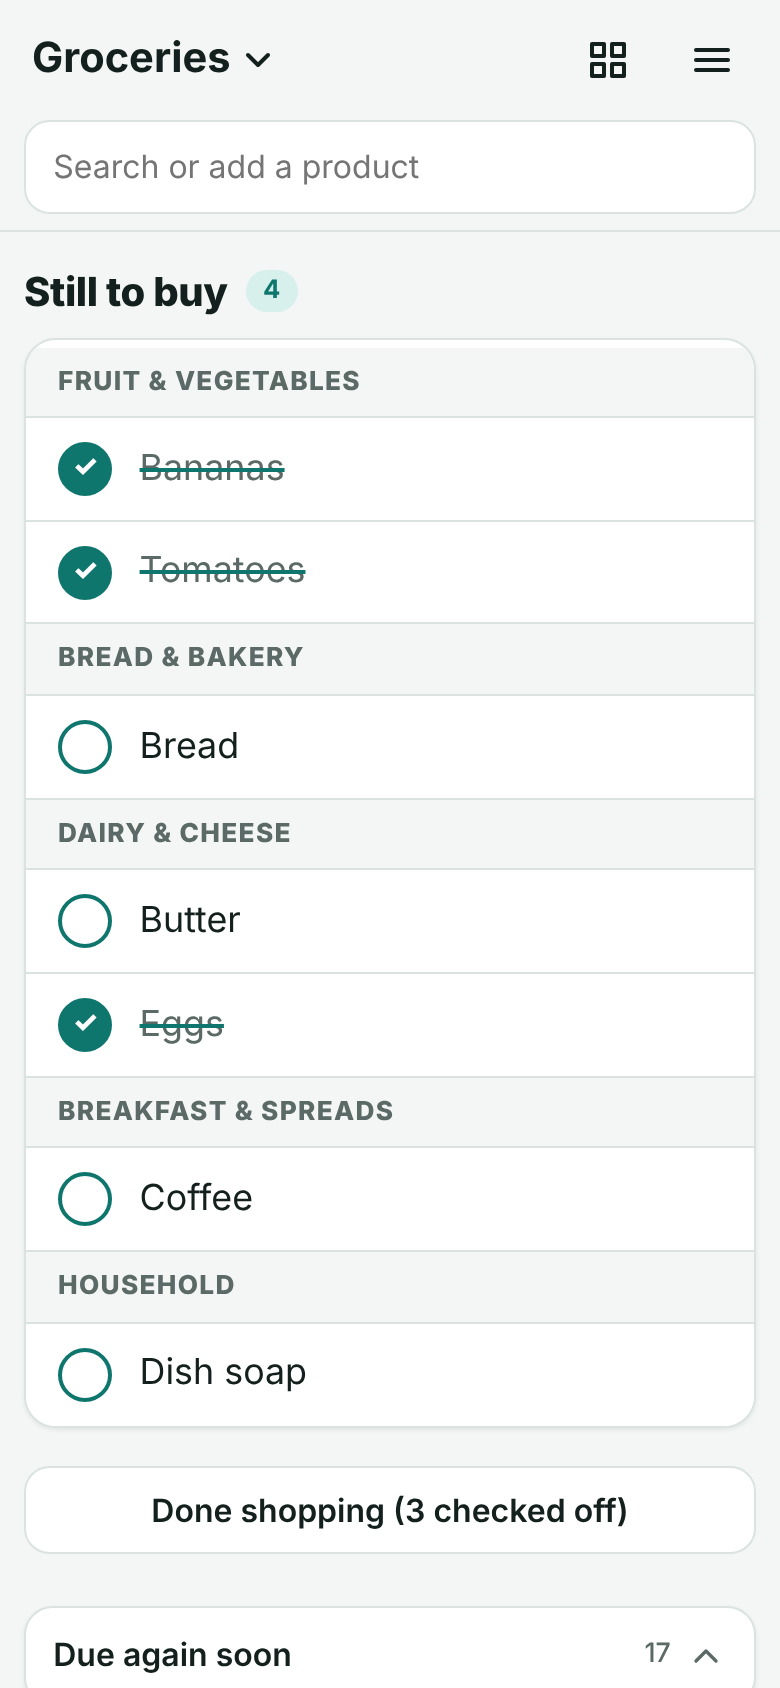 Groceries
Search or add a product
Still to buy 4
FRUIT & VEGETABLES
Bananas
Tomatoes
BREAD & BAKERY
Bread
DAIRY & CHEESE
Butter
Eggs
BREAKFAST & SPREADS
Coffee
HOUSEHOLD
Dish soap
Done shopping (3 checked off)
Due again soon 17